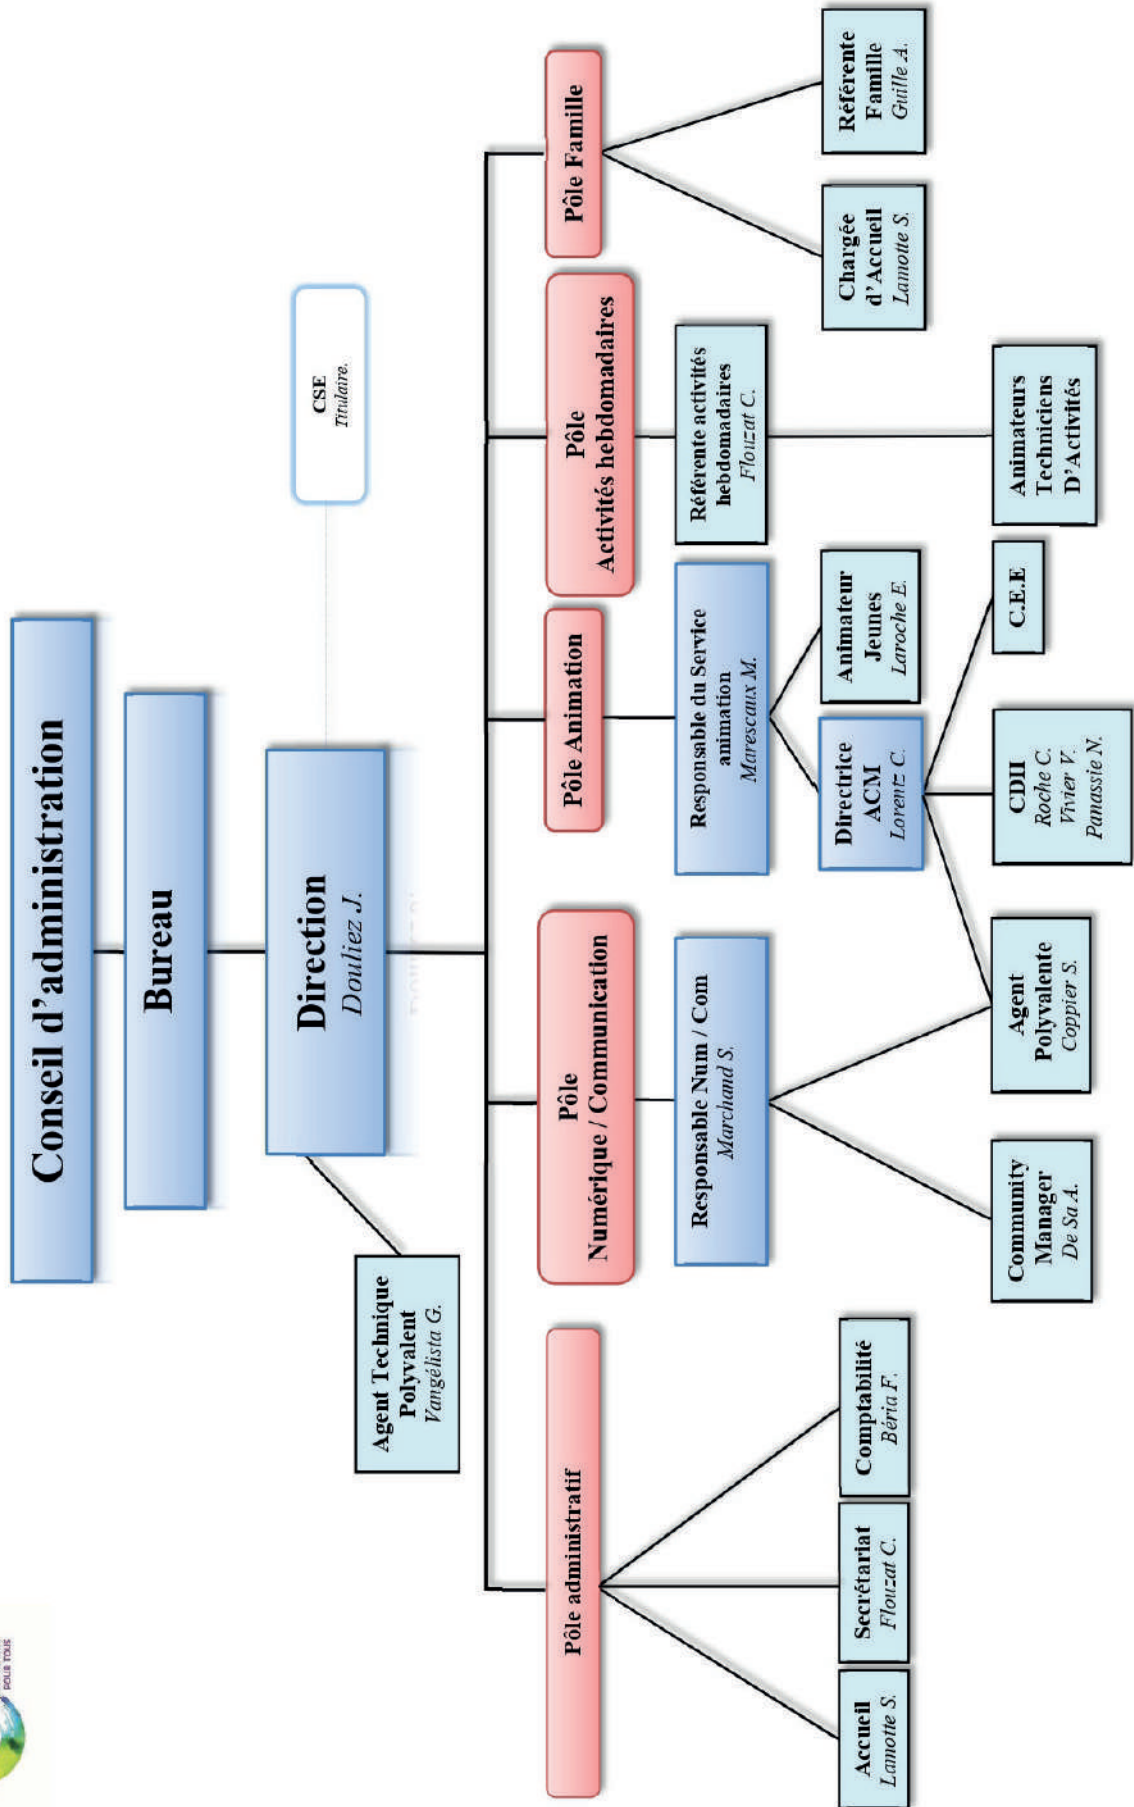 POUR TOUS
Conseil d'administration
Bureau
Direction
Douliez J.
CSE
Titulaire.
Agent Technique
Polyvalent
Vangélista G.
Pôle administratif
Pôle
Numérique / Communication
Pôle Animation
Pôle
Activités hebdomadaires
Pôle Famille
Responsable Num / Com
Marchand S.
Responsable du Service
animation
Marescaux M.
Référente activités
hebdomadaires
Flouzat C.
Accueil
Lamotte S.
Secrétariat
Flouzat C.
Comptabilité
Béria F.
Directrice
ACM
Lorentz C.
Animateur
Jeunes
Laroche E.
Chargée
d'Accueil
Lamotte S.
Référente
Famille
Guille A.
Community
Manager
De Sa A.
Agent
Polyvalente
Coppier S.
CDII
Roche C.
Vivier V.
Panassie N.
C.E.E
Animateurs
Techniciens
D'Activités